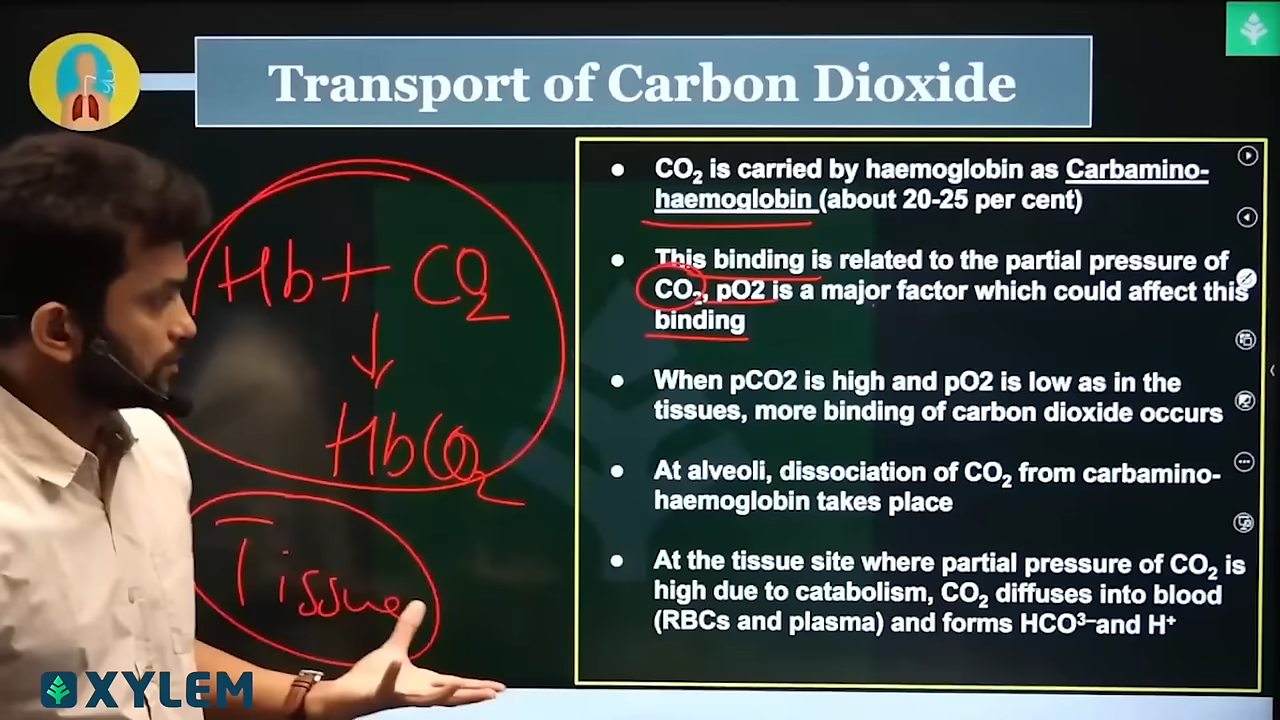 Transport of Carbon Dioxide
Hb + CO2
↓
HbCO2
Tissue
● CO₂ is carried by haemoglobin as Carbamino-
haemoglobin (about 20-25 per cent)
● This binding is related to the partial pressure of
CO₂, pO2 is a major factor which could affect this
binding
● When pCO2 is high and pO2 is low as in the
tissues, more binding of carbon dioxide occurs
● At alveoli, dissociation of CO₂ from carbamino-
haemoglobin takes place
● At the tissue site where partial pressure of CO₂ is
high due to catabolism, CO₂ diffuses into blood
(RBCs and plasma) and forms HCO³⁻and H⁺
XYLEM